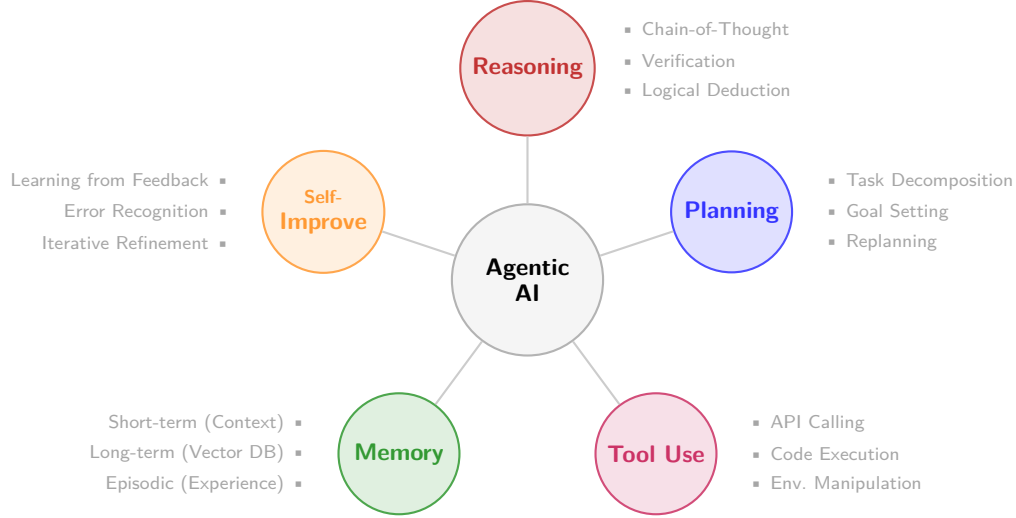 Reasoning
▪ Chain-of-Thought
▪ Verification
▪ Logical Deduction
Learning from Feedback ▪
Error Recognition ▪
Iterative Refinement ▪
Self-
Improve
Planning
▪ Task Decomposition
▪ Goal Setting
▪ Replanning
Agentic
AI
Short-term (Context) ▪
Long-term (Vector DB) ▪
Episodic (Experience) ▪
Memory
Tool Use
▪ API Calling
▪ Code Execution
▪ Env. Manipulation